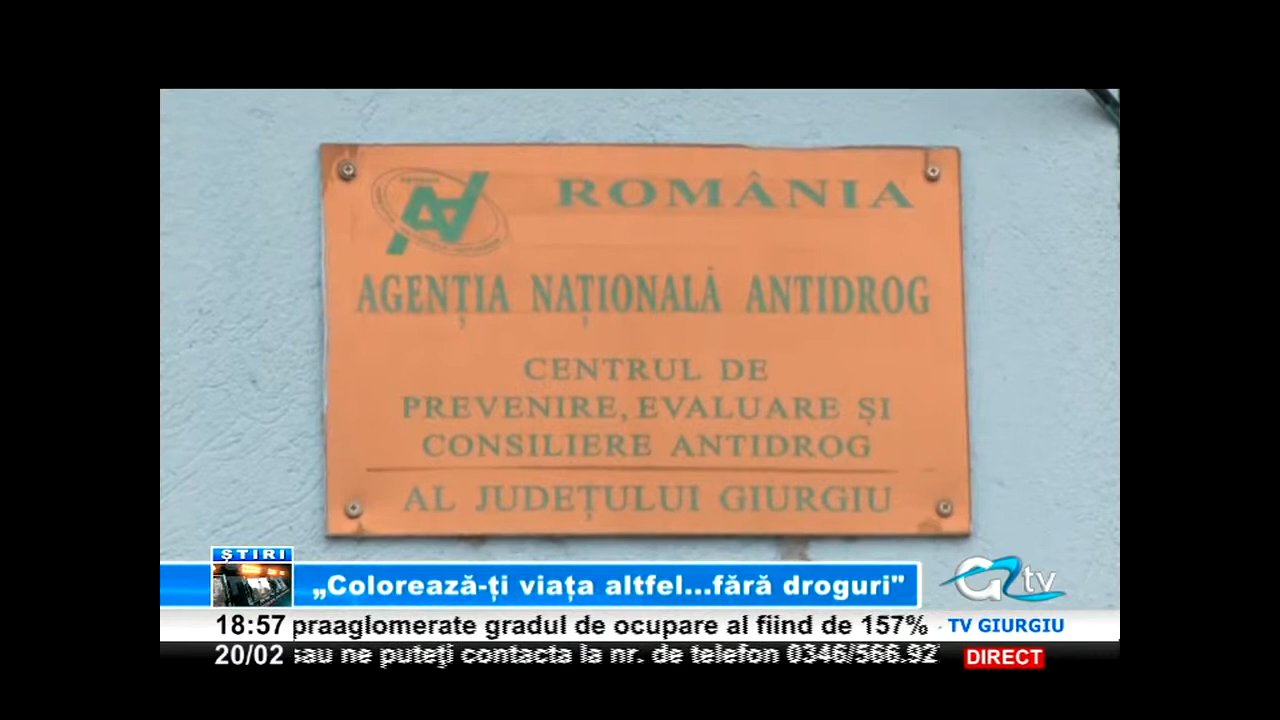 ROMÂNIA
AGENȚIA NAȚIONALĂ ANTIDROG
CENTRUL DE
PREVENIRE, EVALUARE ȘI
CONSILIERE ANTIDROG
AL JUDEȚULUI GIURGIU
ȘTIRI
„Colorează-ți viața altfel...fără droguri"
G tv
18:57 praaglomerate gradul de ocupare al fiind de 157% - TV GIURGIU
20/02 sau ne puteți contacta la nr. de telefon 0346/566.92 DIRECT